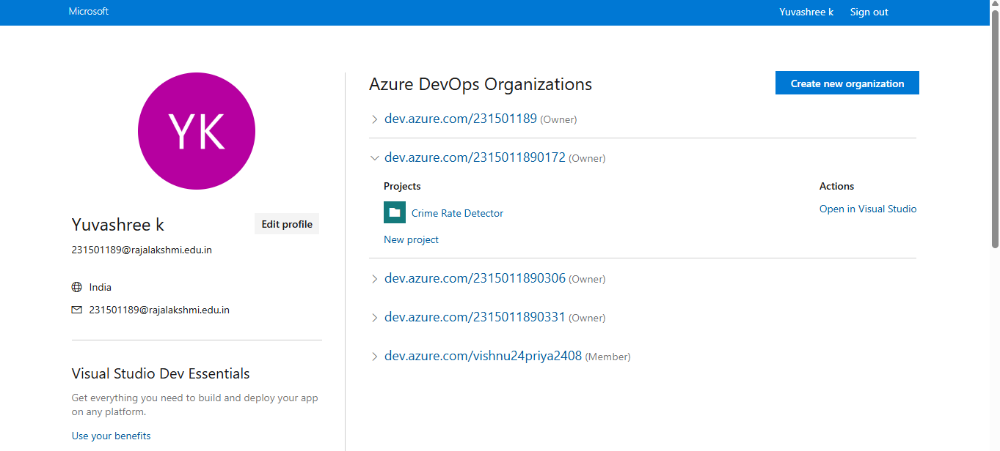 Microsoft
Yuvashree k Sign out
YK
Yuvashree k
Edit profile
231501189@rajalakshmi.edu.in
India
231501189@rajalakshmi.edu.in
Visual Studio Dev Essentials
Get everything you need to build and deploy your app
on any platform.
Use your benefits
Azure DevOps Organizations
Create new organization
dev.azure.com/231501189 (Owner)
dev.azure.com/2315011890172 (Owner)
Projects
Actions
Crime Rate Detector
Open in Visual Studio
New project
dev.azure.com/2315011890306 (Owner)
dev.azure.com/2315011890331 (Owner)
dev.azure.com/vishnu24priya2408 (Member)